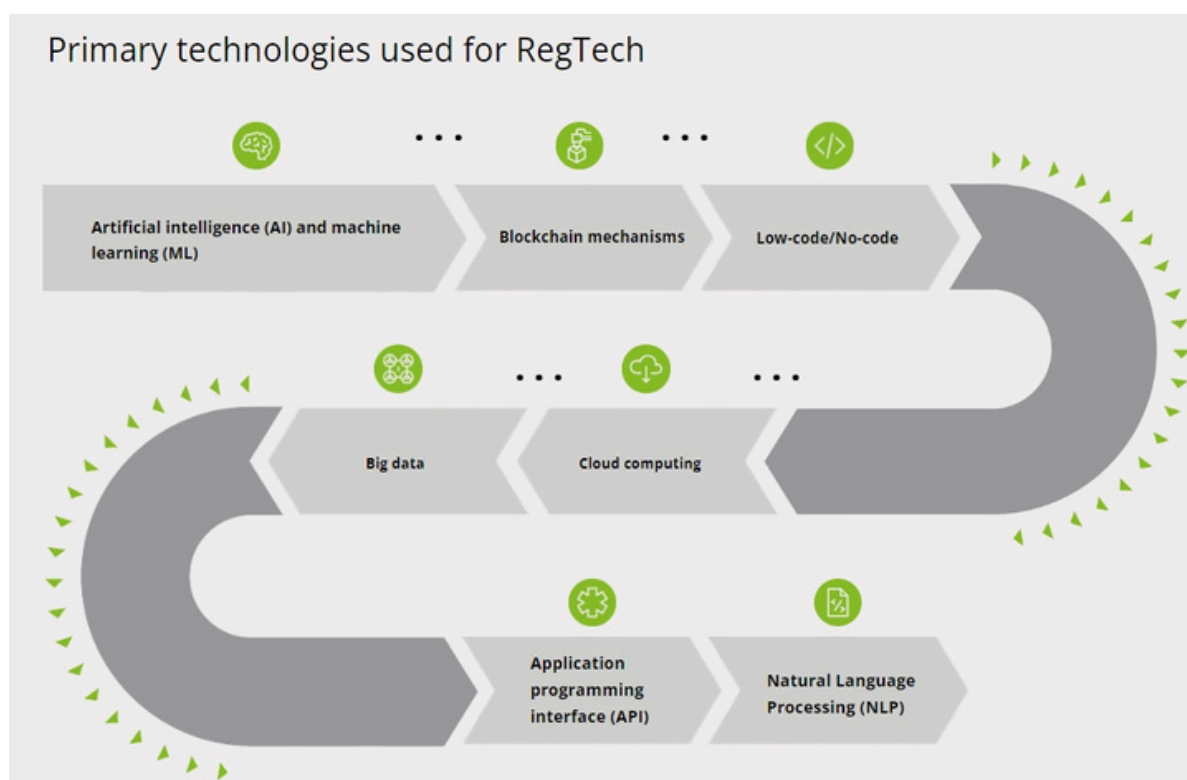 Primary technologies used for RegTech
Artificial intelligence (AI) and machine
learning (ML)
Blockchain mechanisms
Low-code/No-code
Cloud computing
Big data
Application
programming
interface (API)
Natural Language
Processing (NLP)